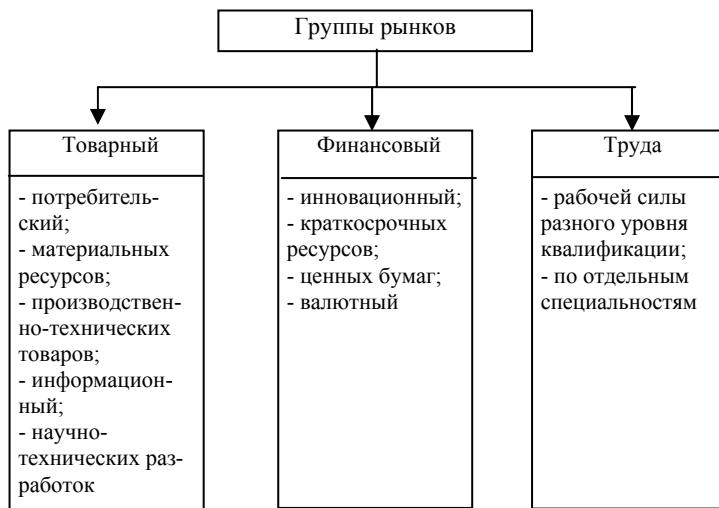 Группы рынков
Товарный
- потребитель-
ский;
- материальных
ресурсов;
- производствен-
но-технических
товаров;
- информацион-
ный;
- научно-
технических раз-
работок
Финансовый
- инновационный;
- краткосрочных
ресурсов;
- ценных бумаг;
- валютный
Труда
- рабочей силы
разного уровня
квалификации;
- по отдельным
специальностям